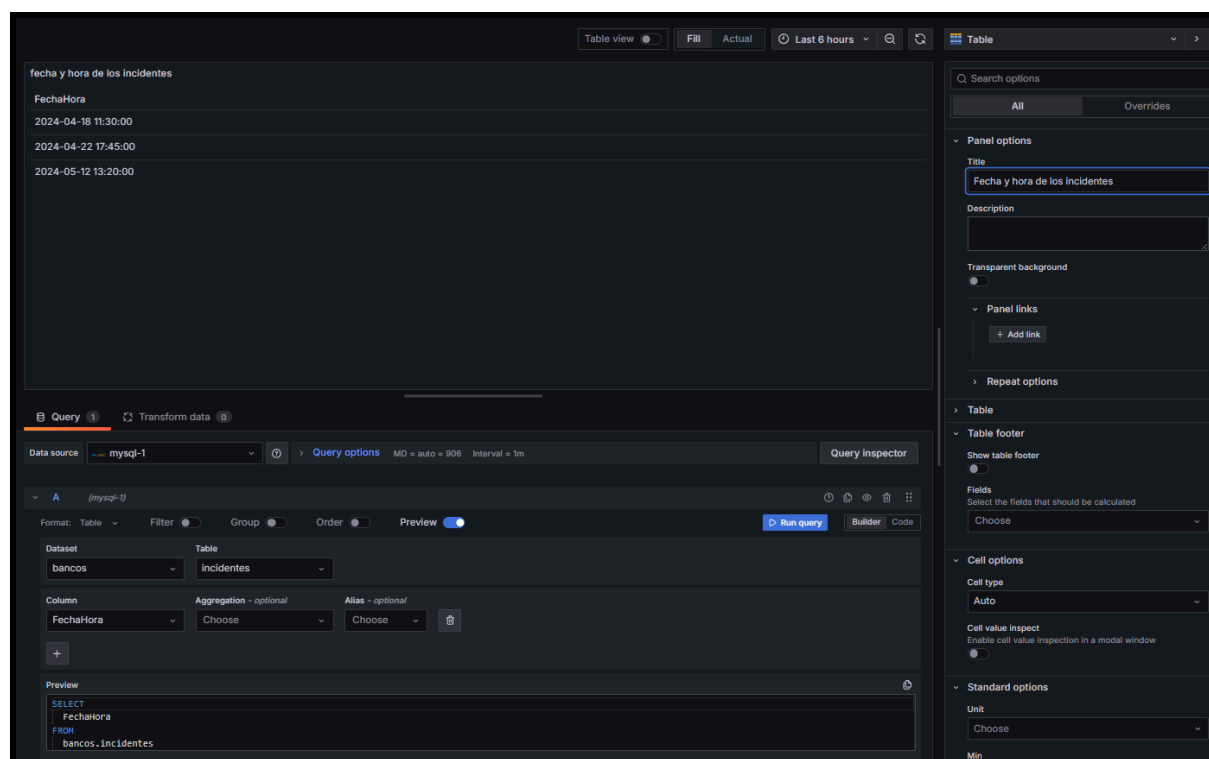 Table view Fill Actual Last 6 hours
Table
fecha y hora de los incidentes
FechaHora
2024-04-18 11:30:00
2024-04-22 17:45:00
2024-05-12 13:20:00
Search options
All Overrides
Panel options
Title
Fecha y hora de los incidentes
Description
Transparent background
Panel links
+ Add link
Repeat options
Table
Table footer
Show table footer
Fields
Select the fields that should be calculated
Choose
Cell options
Cell type
Auto
Cell value inspect
Enable cell value inspection in a modal window
Standard options
Unit
Choose
Min
Query 1 Transform data 0
Data source mysql-1 Query options MD = auto = 906 Interval = 1m Query inspector
A (mysql-1)
Format: Table Filter Group Order Preview Run query Builder Code
Dataset Table
bancos incidentes
Column Aggregation - optional Alias - optional
FechaHora Choose Choose
+
Preview
SELECT
FechaHora
FROM
bancos.incidentes